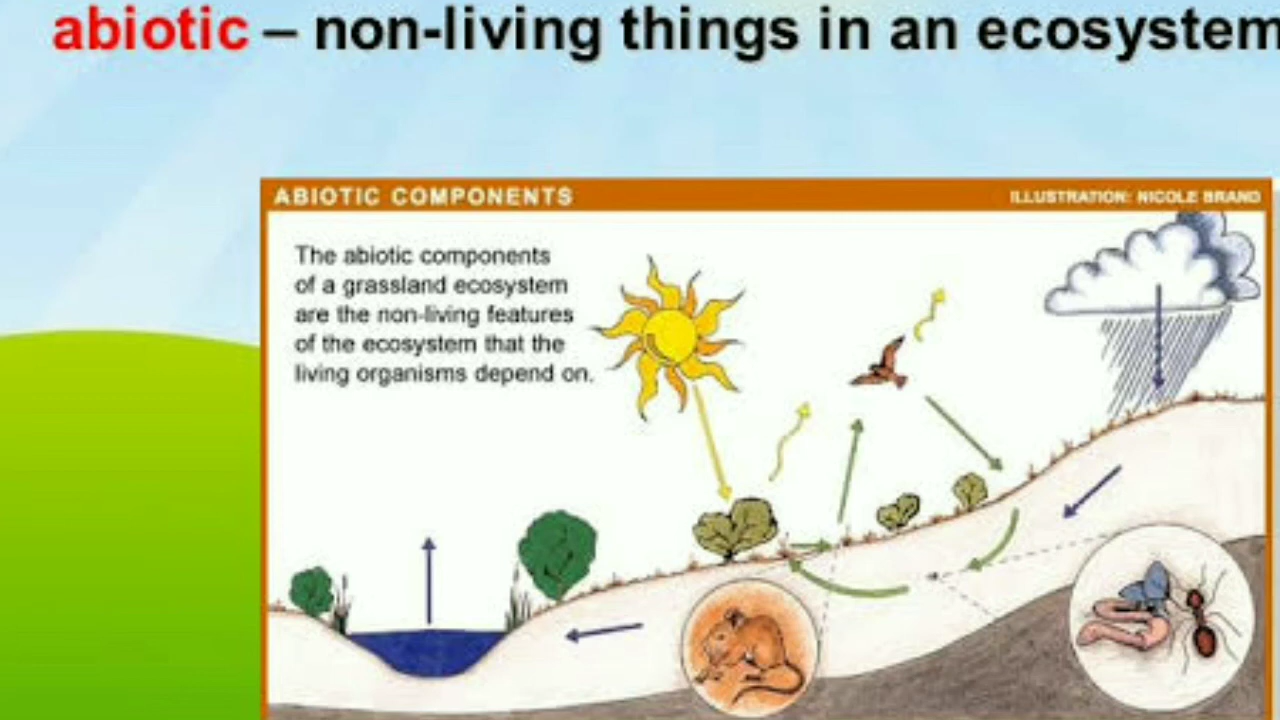 abiotic – non-living things in an ecosystem
ABIOTIC COMPONENTS
ILLUSTRATION: NICOLE BRAND
The abiotic components
of a grassland ecosystem
are the non-living features
of the ecosystem that the
living organisms depend on.